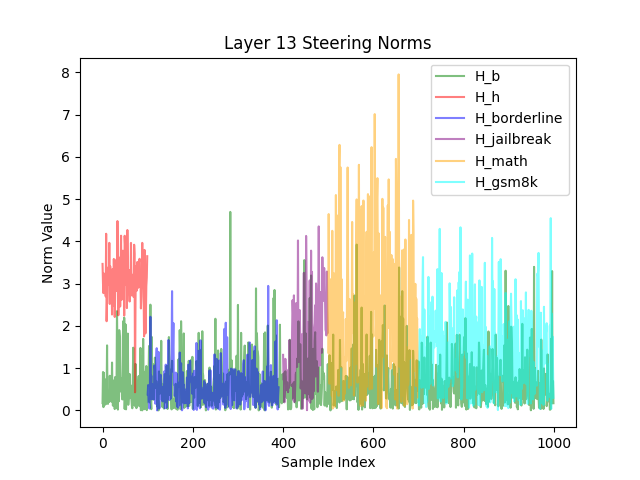 Layer 13 Steering Norms
Norm Value
8
7
6
5
4
3
2
1
0
H_b
H_h
H_borderline
H_jailbreak
H_math
H_gsm8k
0
200
400
600
800
1000
Sample Index